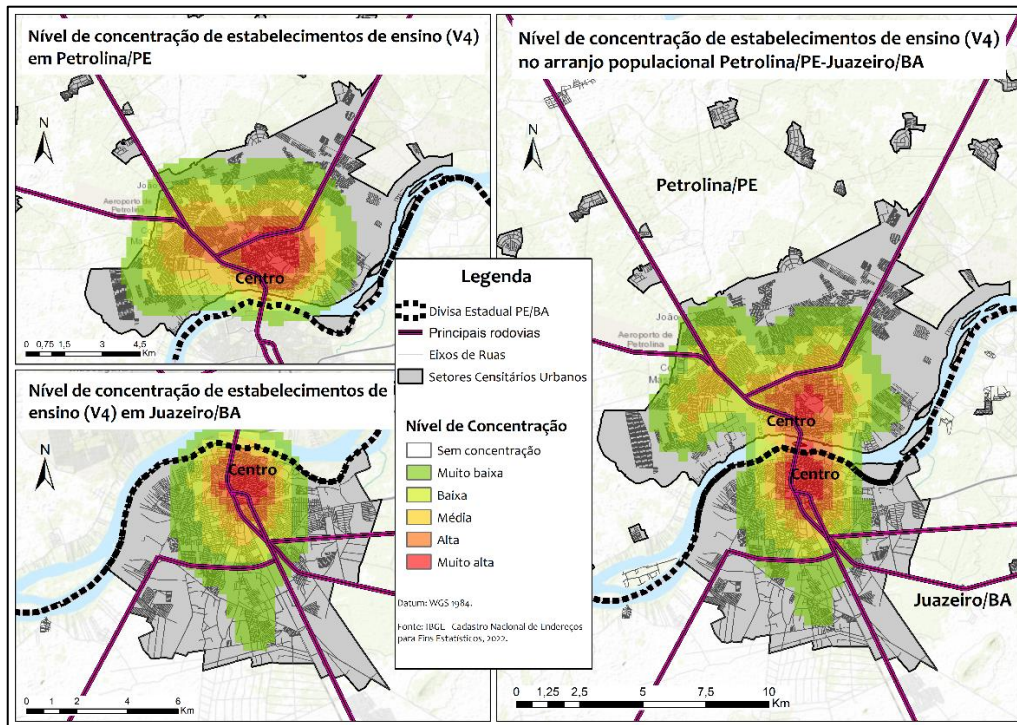 Nível de concentração de estabelecimentos de ensino (V4)
em Petrolina/PE
N
João
Aeroporto de
Petrolina
Centro
0 0,75 1,5 3 4,5
Km
Nível de concentração de estabelecimentos de
ensino (V4) em Juazeiro/BA
N
Centro
0 1 2 4 6
Km
Legenda
Divisa Estadual PE/BA
Principais rodovias
Eixos de Ruas
Setores Censitários Urbanos
Nível de Concentração
Sem concentração
Muito baixa
Baixa
Média
Alta
Muito alta
Datum: WGS 1984.
Fonte: IBGE - Cadastro Nacional de Endereços
para Fins Estatísticos, 2022.
Nível de concentração de estabelecimentos de ensino (V4)
no arranjo populacional Petrolina/PE-Juazeiro/BA
N
Petrolina/PE
João
Aeroporto de
Petrolina
Centro
Centro
Juazeiro/BA
0 1,25 2,5 5 7,5 10
Km